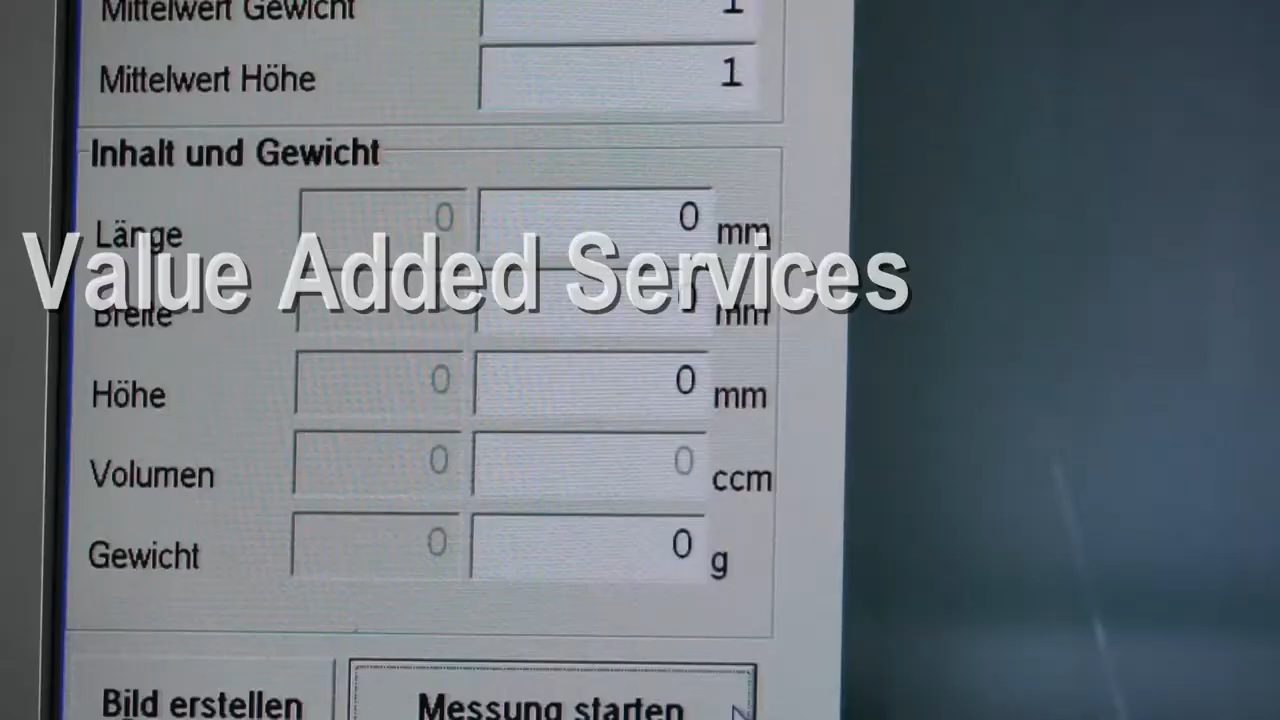 Mittelwert Gewicht 1
Mittelwert Höhe 1
Inhalt und Gewicht
Länge 0 0 mm
Value Added Services
Breite mm
Höhe 0 0 mm
Volumen 0 0 ccm
Gewicht 0 0 g
Bild erstellen Messung starten